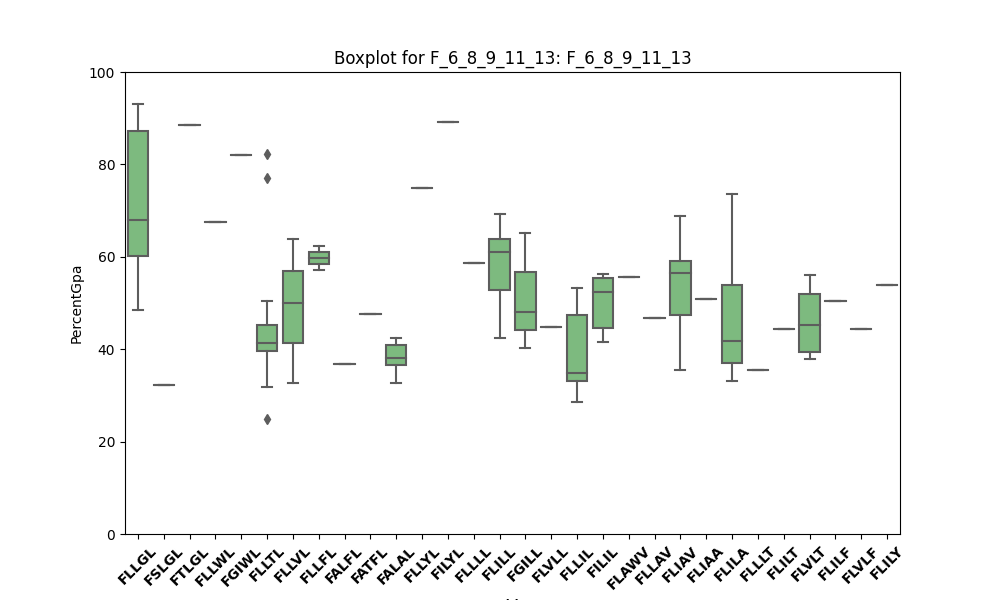 Boxplot for F_6_8_9_11_13: F_6_8_9_11_13
PercentGpa
100
80
60
40
20
0
FLLGL
FSLGL
FTLGL
FLLWL
FGIWL
FLLTL
FLLVL
FLLFL
FALFL
FATFL
FALAL
FLLYL
FILYL
FLLLL
FLILL
FGILL
FLVLL
FLLIL
FILIL
FLAWV
FLLAV
FLIAV
FLIAA
FLILA
FLLLT
FLILT
FLVLT
FLILF
FLVLF
FLILY